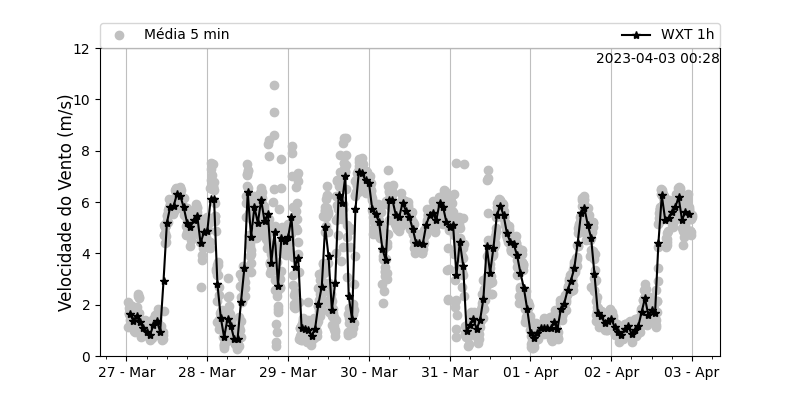 Média 5 min
WXT 1h
2023-04-03 00:28
Velocidade do Vento (m/s)
12
10
8
6
4
2
0
27 - Mar
28 - Mar
29 - Mar
30 - Mar
31 - Mar
01 - Apr
02 - Apr
03 - Apr